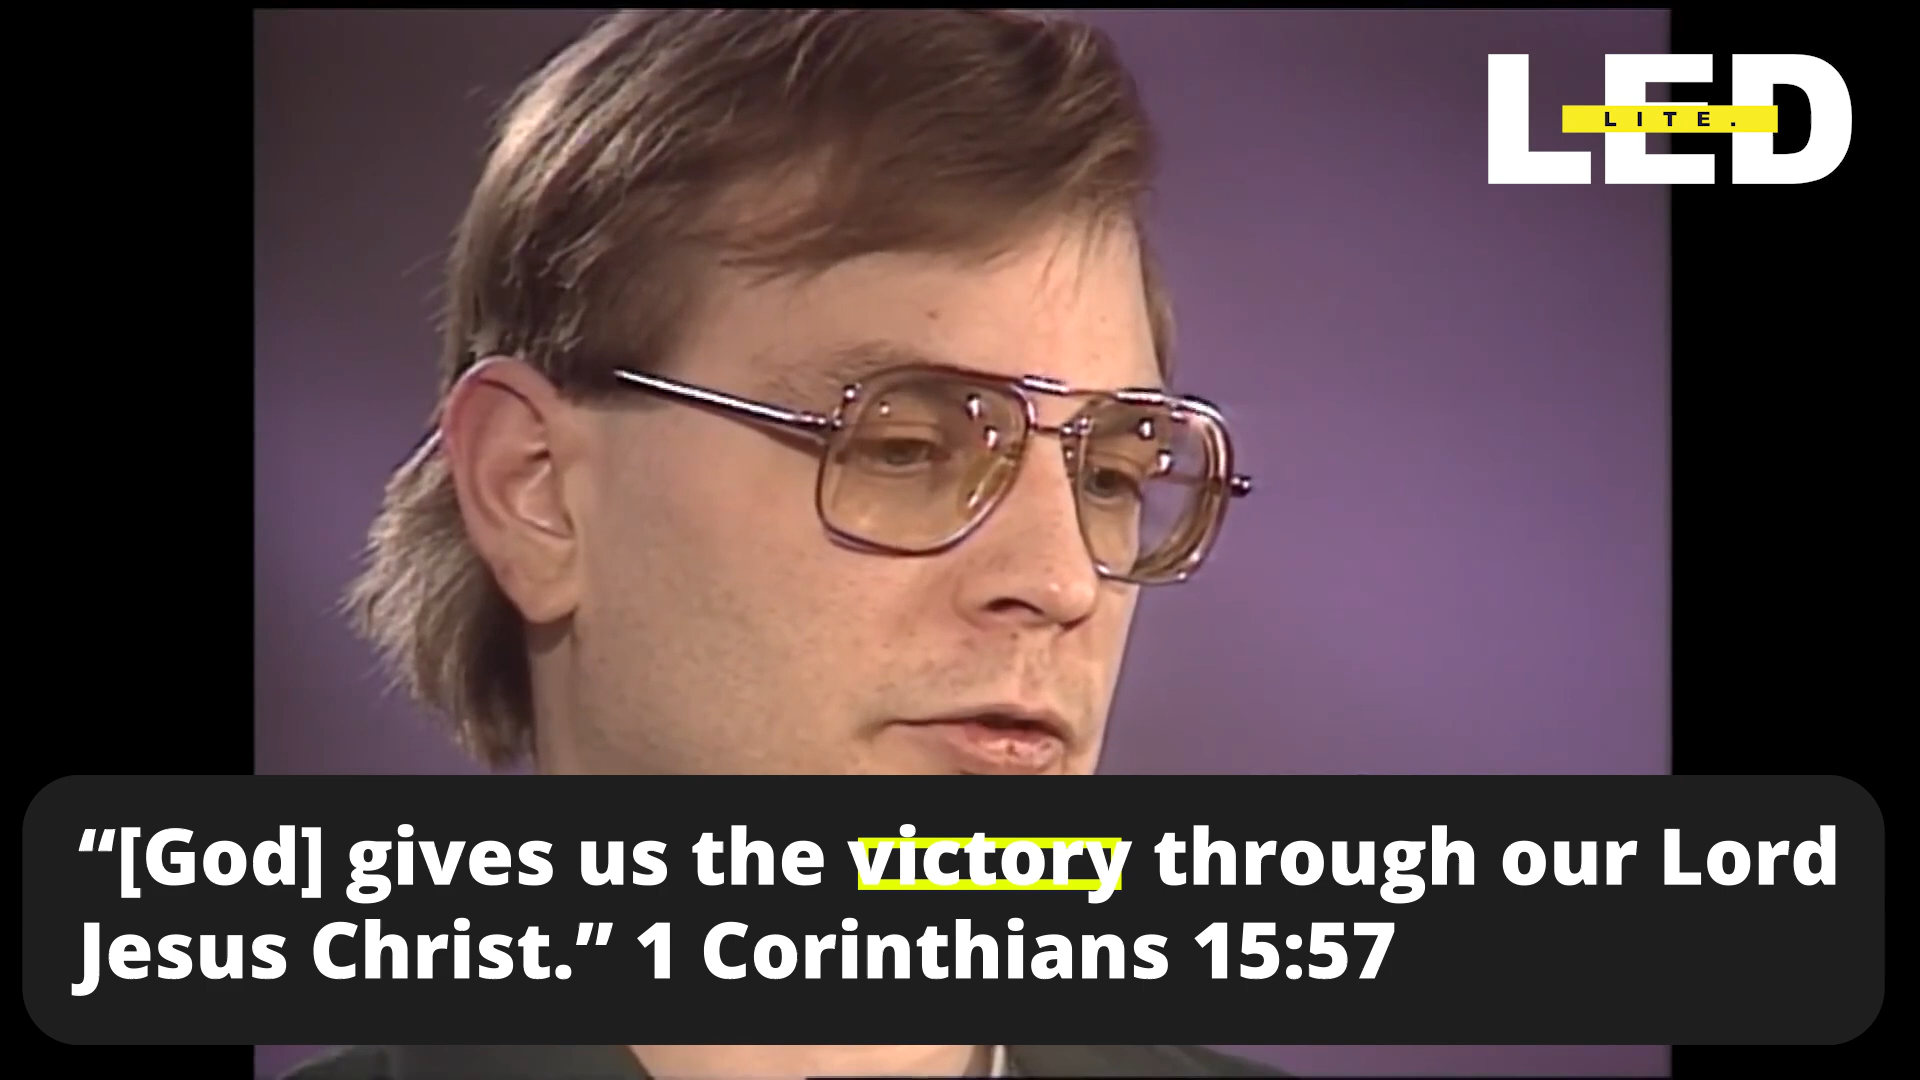 LED
LITE.
“[God] gives us the victory through our Lord
Jesus Christ.” 1 Corinthians 15:57